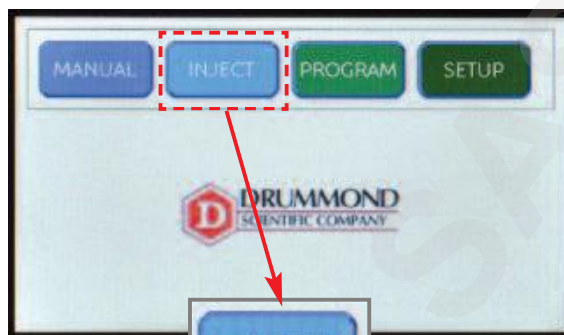 MANUAL INJECT PROGRAM SETUP
D DRUMMOND
SCIENTIFIC COMPANY